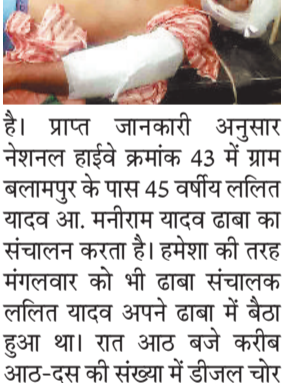 है। प्राप्त जानकारी अनुसार
नेशनल हाईवे क्रमांक 43 में ग्राम
बलामपुर के पास 45 वर्षीय ललित
यादव आ. मनीराम यादव ढाबा का
संचालन करता है। हमेशा की तरह
मंगलवार को भी ढाबा संचालक
ललित यादव अपने ढाबा में बैठा
हुआ था। रात आठ बजे करीब
आठ-दस की संख्या में डीजल चोर